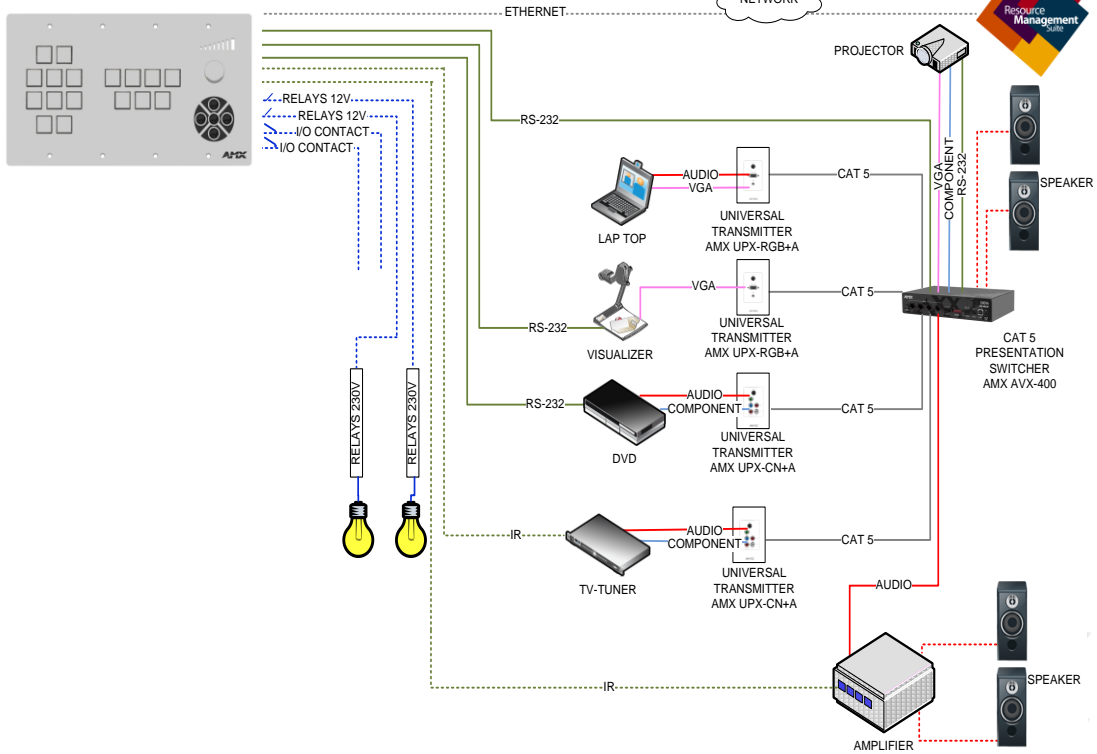 ETHERNET
NETWORK
Resource
Management
Suite
PROJECTOR
RELAYS 12V
RELAYS 12V
I/O CONTACT
I/O CONTACT
AMX
RS-232
VGA
COMPONENT
RS-232
SPEAKER
AUDIO
VGA
CAT 5
LAP TOP
UNIVERSAL
TRANSMITTER
AMX UPX-RGB+A
VGA
CAT 5
RS-232
VISUALIZER
UNIVERSAL
TRANSMITTER
AMX UPX-RGB+A
CAT 5
PRESENTATION
SWITCHER
AMX AVX-400
RELAYS 230V
RELAYS 230V
RS-232
AUDIO
COMPONENT
CAT 5
DVD
UNIVERSAL
TRANSMITTER
AMX UPX-CN+A
IR
AUDIO
COMPONENT
CAT 5
TV-TUNER
UNIVERSAL
TRANSMITTER
AMX UPX-CN+A
AUDIO
IR
SPEAKER
AMPLIFIER